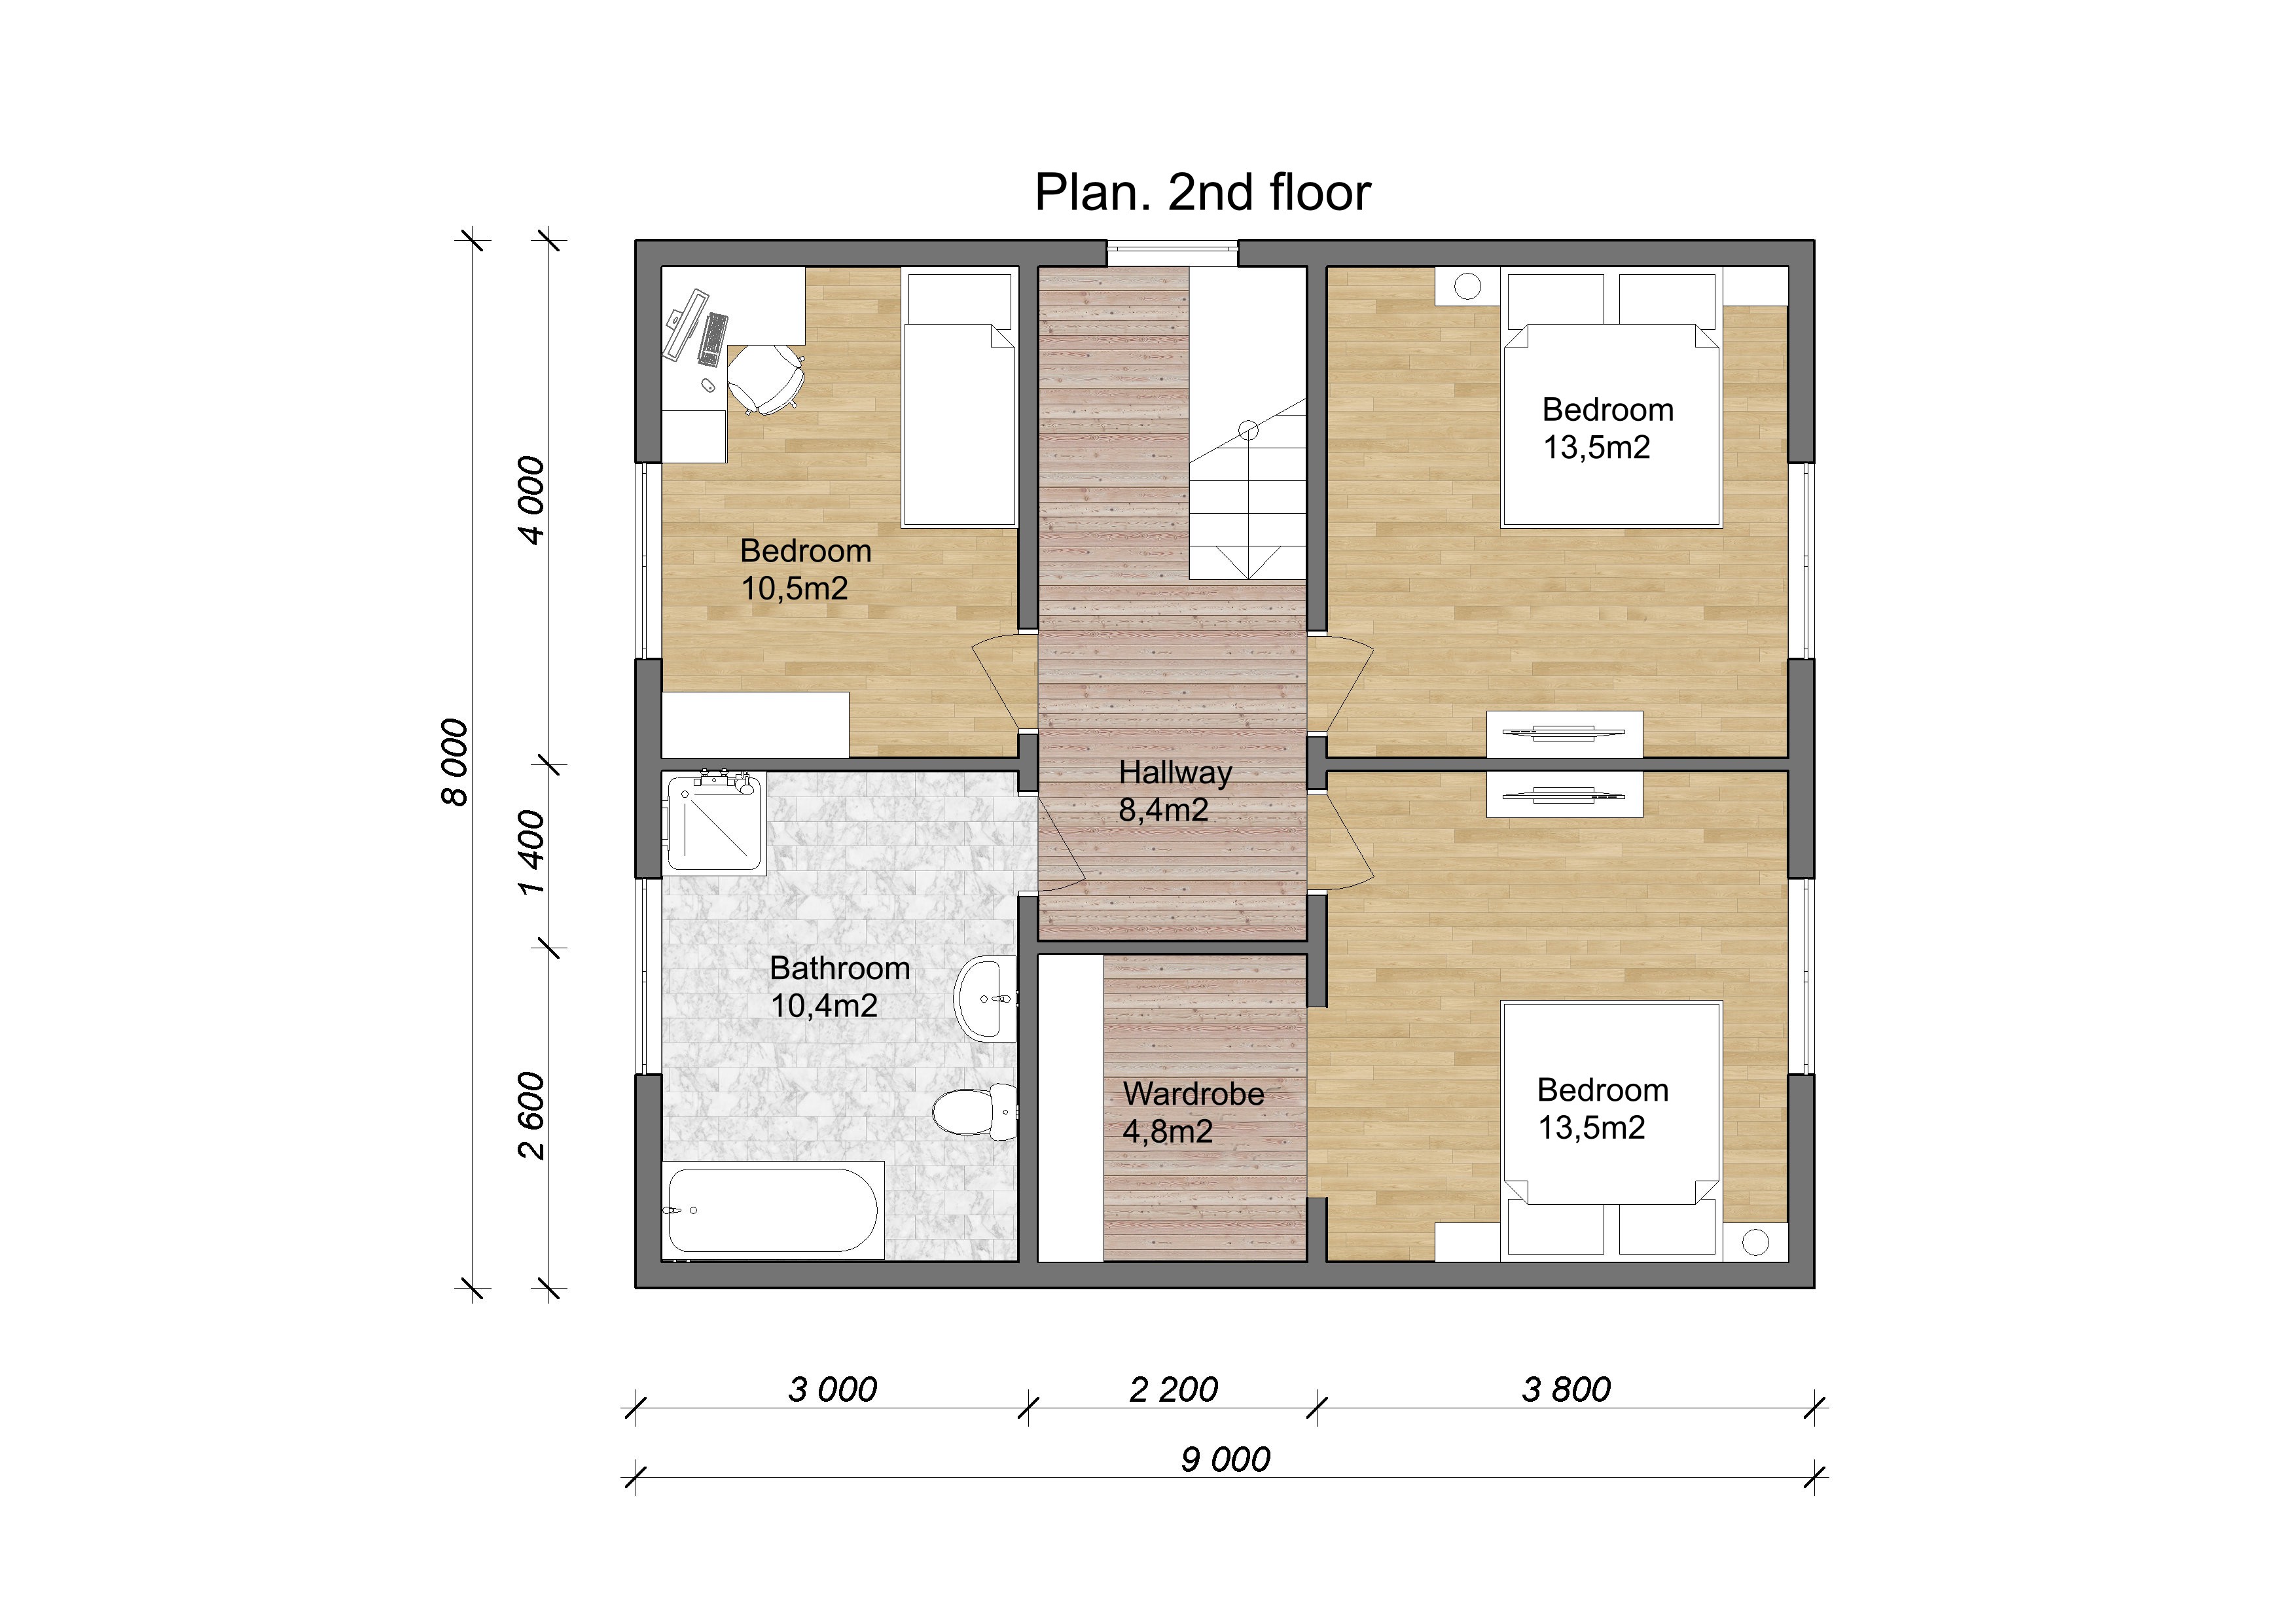 Plan. 2nd floor
8 000
4 000
1 400
2 600
Bedroom
10,5m2
Bedroom
13,5m2
Hallway
8,4m2
Bathroom
10,4m2
Wardrobe
4,8m2
Bedroom
13,5m2
3 000
2 200
3 800
9 000